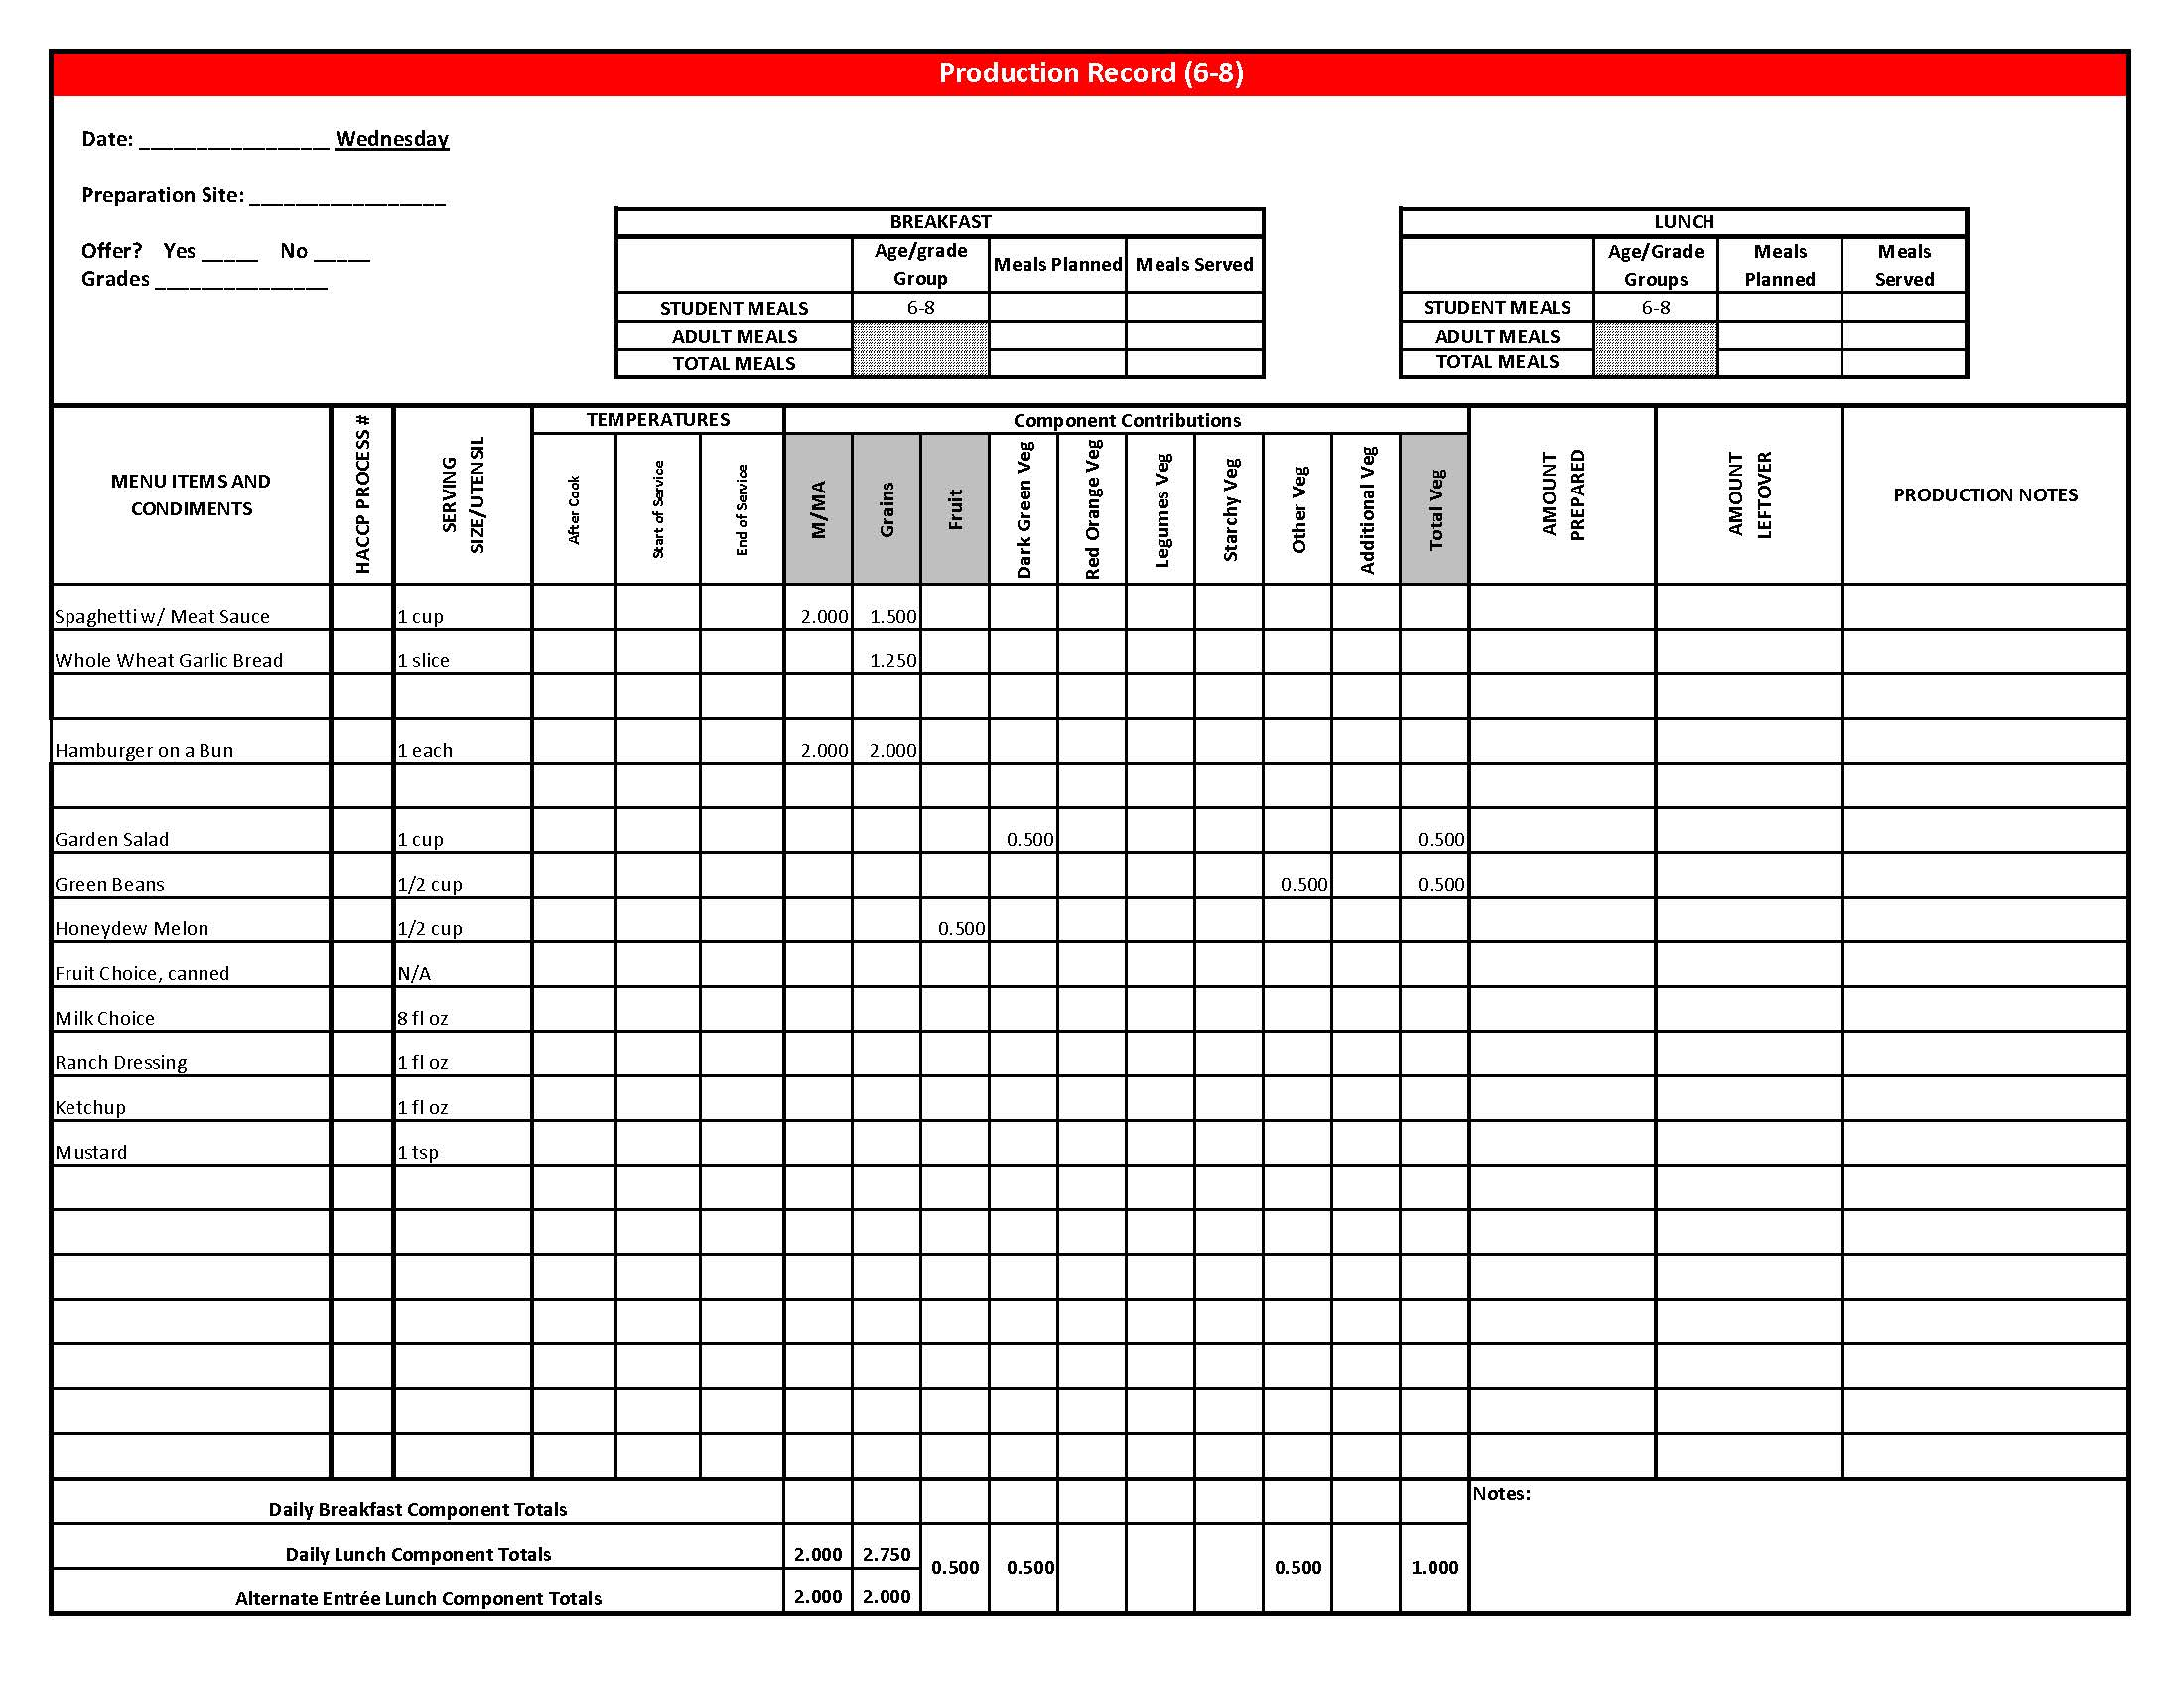 Production Record (6-8)
Date: _________________ Wednesday
Preparation Site: _________________
Offer? Yes _____ No _____
Grades _______________
BREAKFAST
Age/grade Group Meals Planned Meals Served
STUDENT MEALS 6-8
ADULT MEALS
TOTAL MEALS
LUNCH
Age/Grade Groups Meals Planned Meals Served
STUDENT MEALS 6-8
ADULT MEALS
TOTAL MEALS
MENU ITEMS AND CONDIMENTS
HACCP PROCESS #
SERVING SIZE/UTENSIL
TEMPERATURES
After Cook
Start of Service
End of Service
Component Contributions
M/MA
Grains
Fruit
Dark Green Veg
Red Orange Veg
Legumes Veg
Starchy Veg
Other Veg
Additional Veg
Total Veg
AMOUNT PREPARED
AMOUNT LEFTOVER
PRODUCTION NOTES
Spaghetti w/ Meat Sauce 1 cup 2.000 1.500
Whole Wheat Garlic Bread 1 slice 1.250
Hamburger on a Bun 1 each 2.000 2.000
Garden Salad 1 cup 0.500 0.500
Green Beans 1/2 cup 0.500 0.500
Honeydew Melon 1/2 cup 0.500
Fruit Choice, canned N/A
Milk Choice 8 fl oz
Ranch Dressing 1 fl oz
Ketchup 1 fl oz
Mustard 1 tsp
Daily Breakfast Component Totals
Notes:
Daily Lunch Component Totals 2.000 2.750
0.500 0.500 0.500 1.000
Alternate Entrée Lunch Component Totals 2.000 2.000